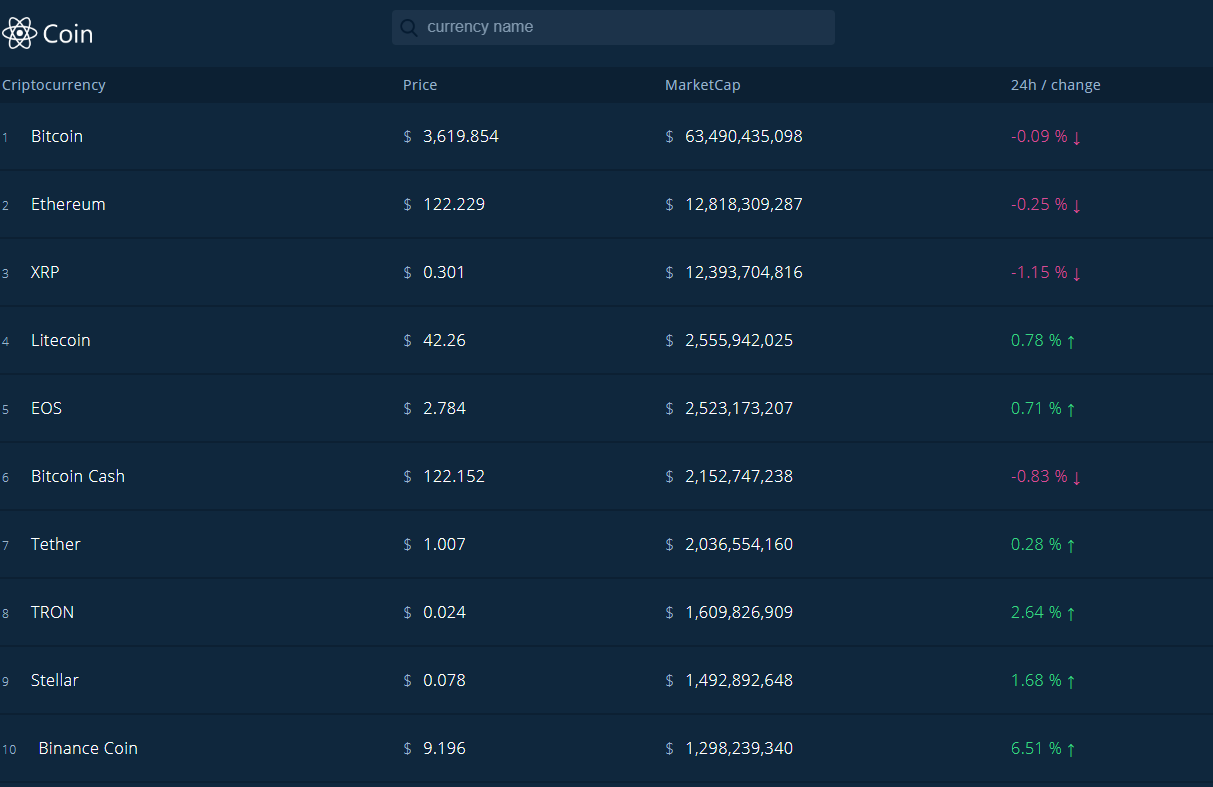 Coin
currency name
Criptocurrency Price MarketCap 24h / change
1 Bitcoin $ 3,619.854 $ 63,490,435,098 -0.09 % ↓
2 Ethereum $ 122.229 $ 12,818,309,287 -0.25 % ↓
3 XRP $ 0.301 $ 12,393,704,816 -1.15 % ↓
4 Litecoin $ 42.26 $ 2,555,942,025 0.78 % ↑
5 EOS $ 2.784 $ 2,523,173,207 0.71 % ↑
6 Bitcoin Cash $ 122.152 $ 2,152,747,238 -0.83 % ↓
7 Tether $ 1.007 $ 2,036,554,160 0.28 % ↑
8 TRON $ 0.024 $ 1,609,826,909 2.64 % ↑
9 Stellar $ 0.078 $ 1,492,892,648 1.68 % ↑
10 Binance Coin $ 9.196 $ 1,298,239,340 6.51 % ↑